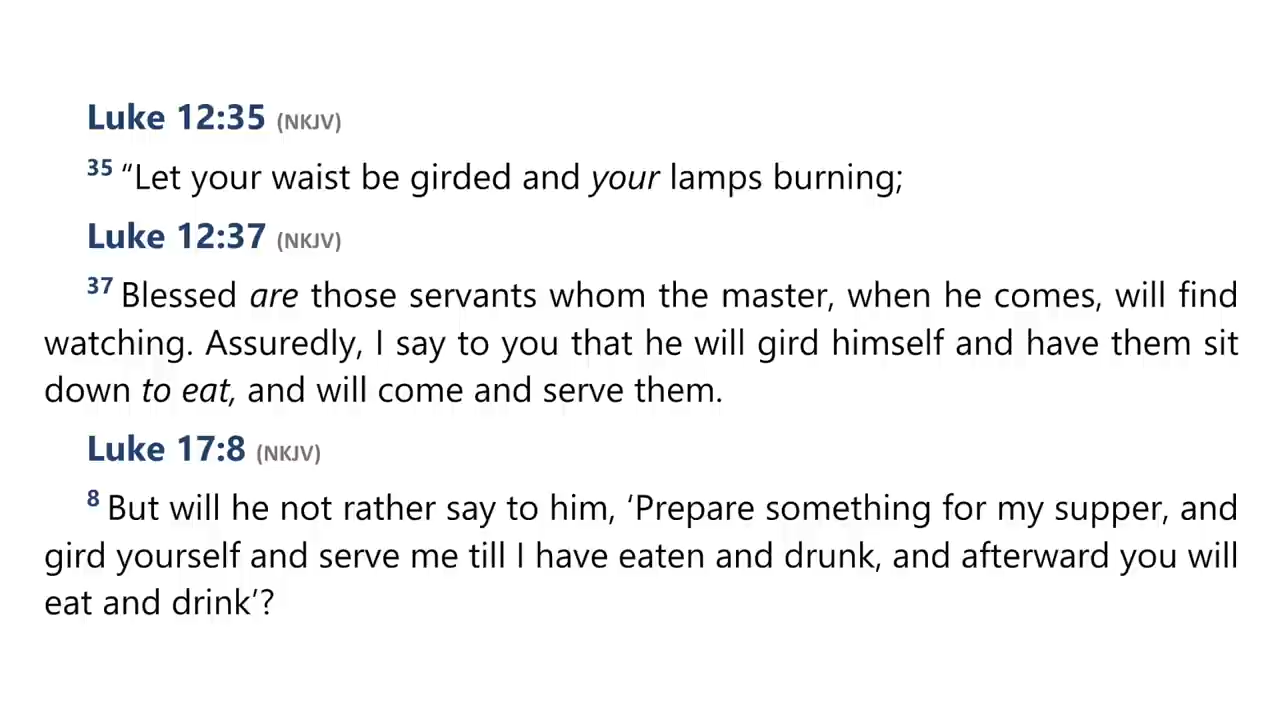 Luke 12:35 (NKJV)
35 “Let your waist be girded and your lamps burning;
Luke 12:37 (NKJV)
37 Blessed are those servants whom the master, when he comes, will find
watching. Assuredly, I say to you that he will gird himself and have them sit
down to eat, and will come and serve them.
Luke 17:8 (NKJV)
8 But will he not rather say to him, ‘Prepare something for my supper, and
gird yourself and serve me till I have eaten and drunk, and afterward you will
eat and drink’?